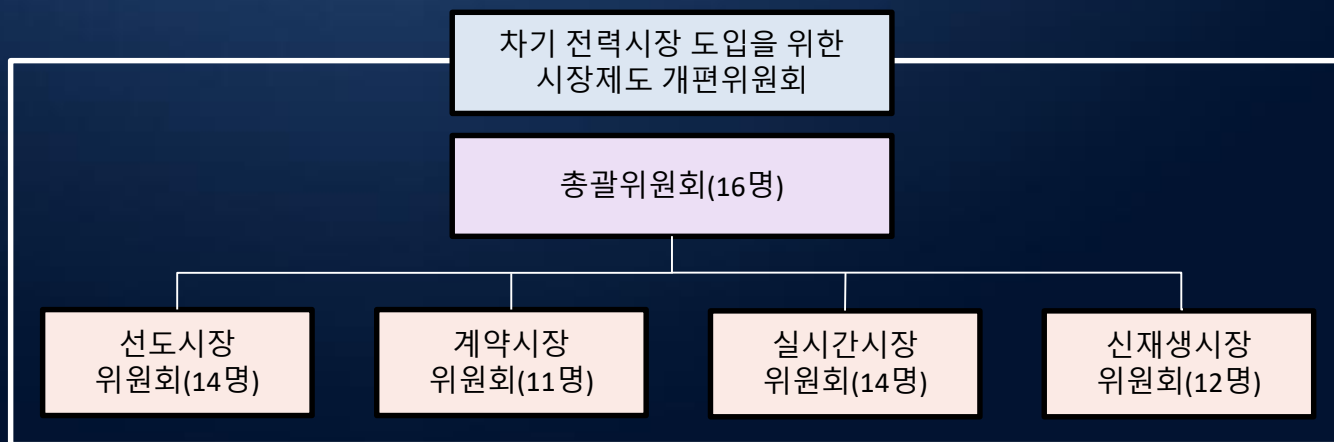 차기 전력시장 도입을 위한
시장제도 개편위원회
총괄위원회(16명)
선도시장
위원회(14명)
계약시장
위원회(11명)
실시간시장
위원회(14명)
신재생시장
위원회(12명)